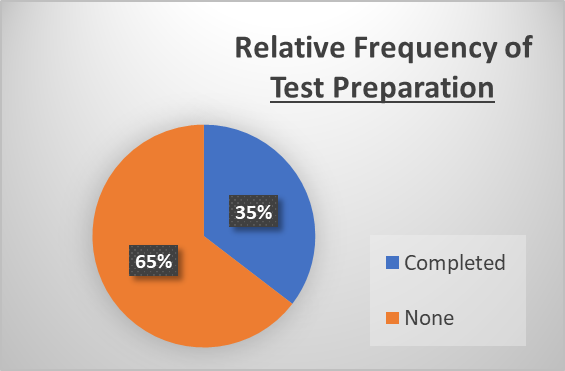 Relative Frequency of
Test Preparation
35%
65%
Completed
None